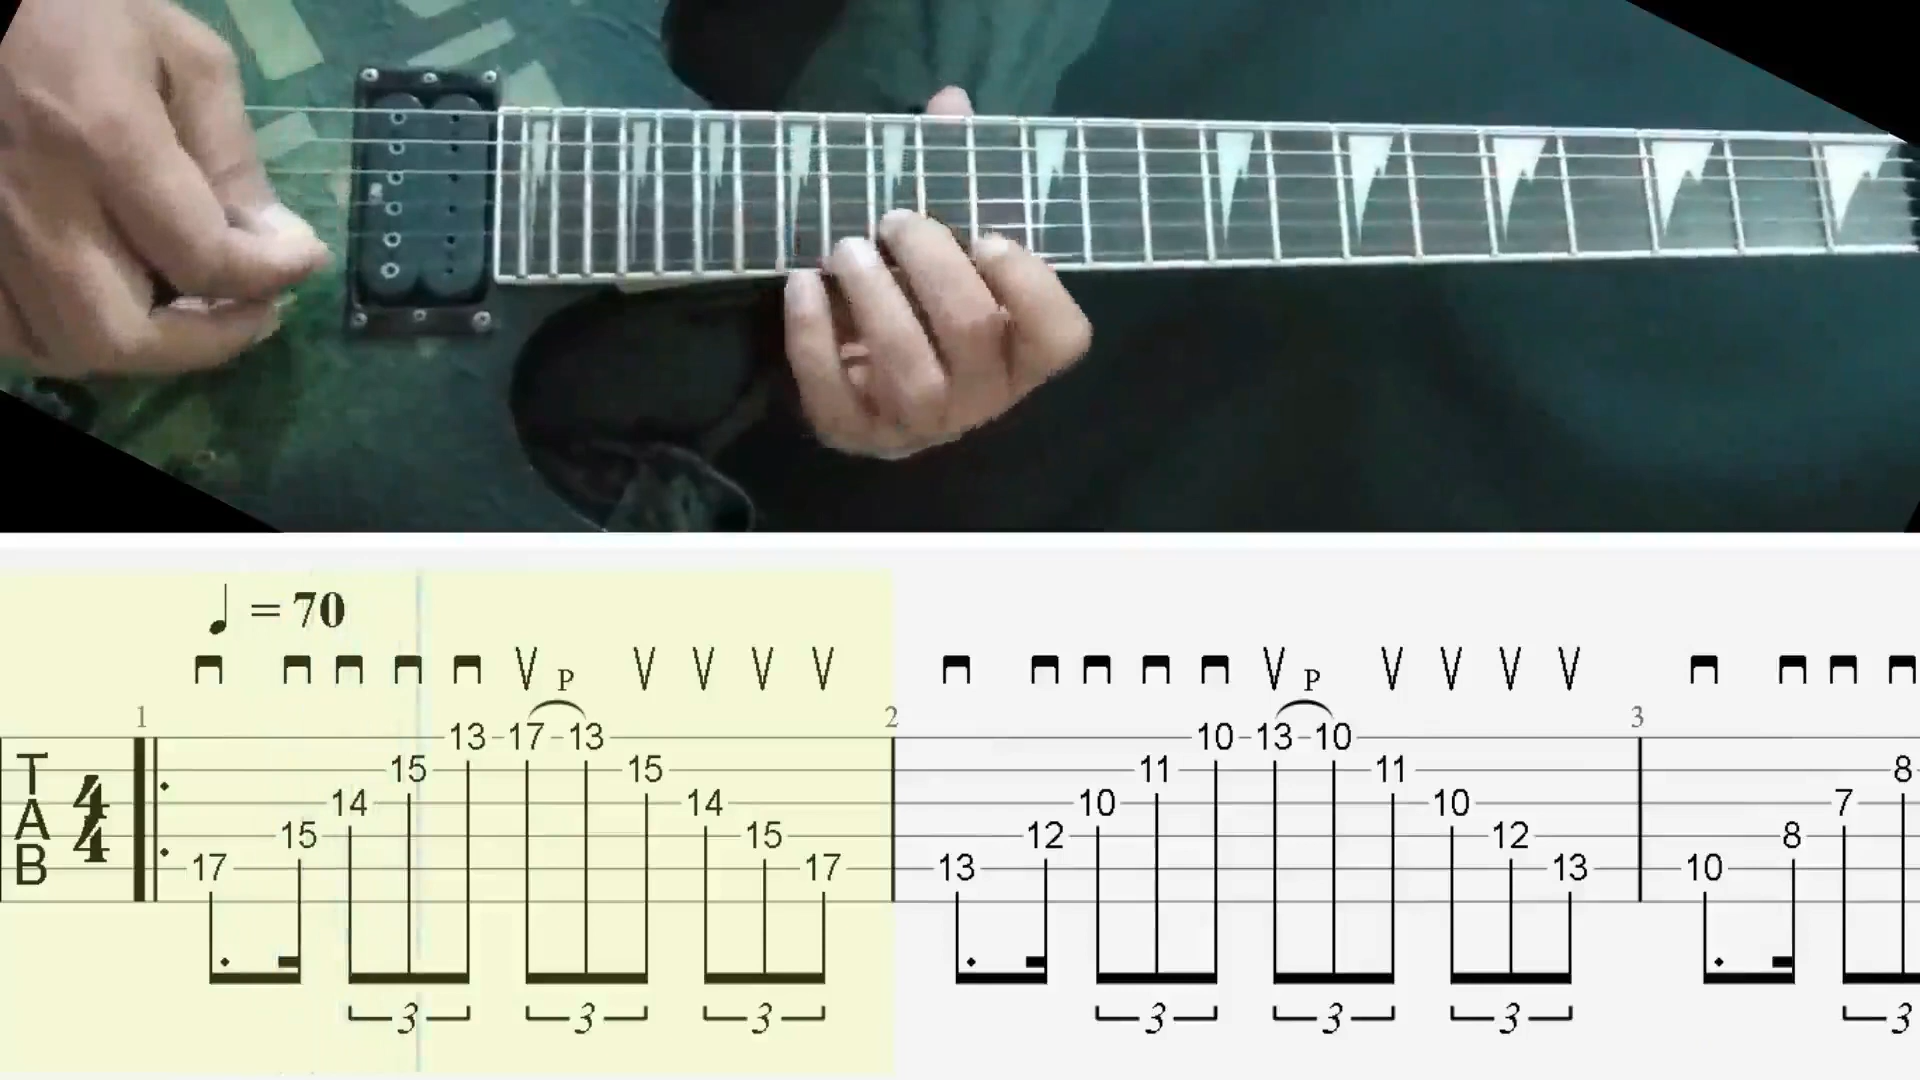 = 70
P P
1 2 3
13 17 13 10 13 10
15 15 11 11 8
T 14 14 10 10 7
A 4/4 15 15 12 12 8
B 17 17 13 13 10
3 3 3 3 3 3 3